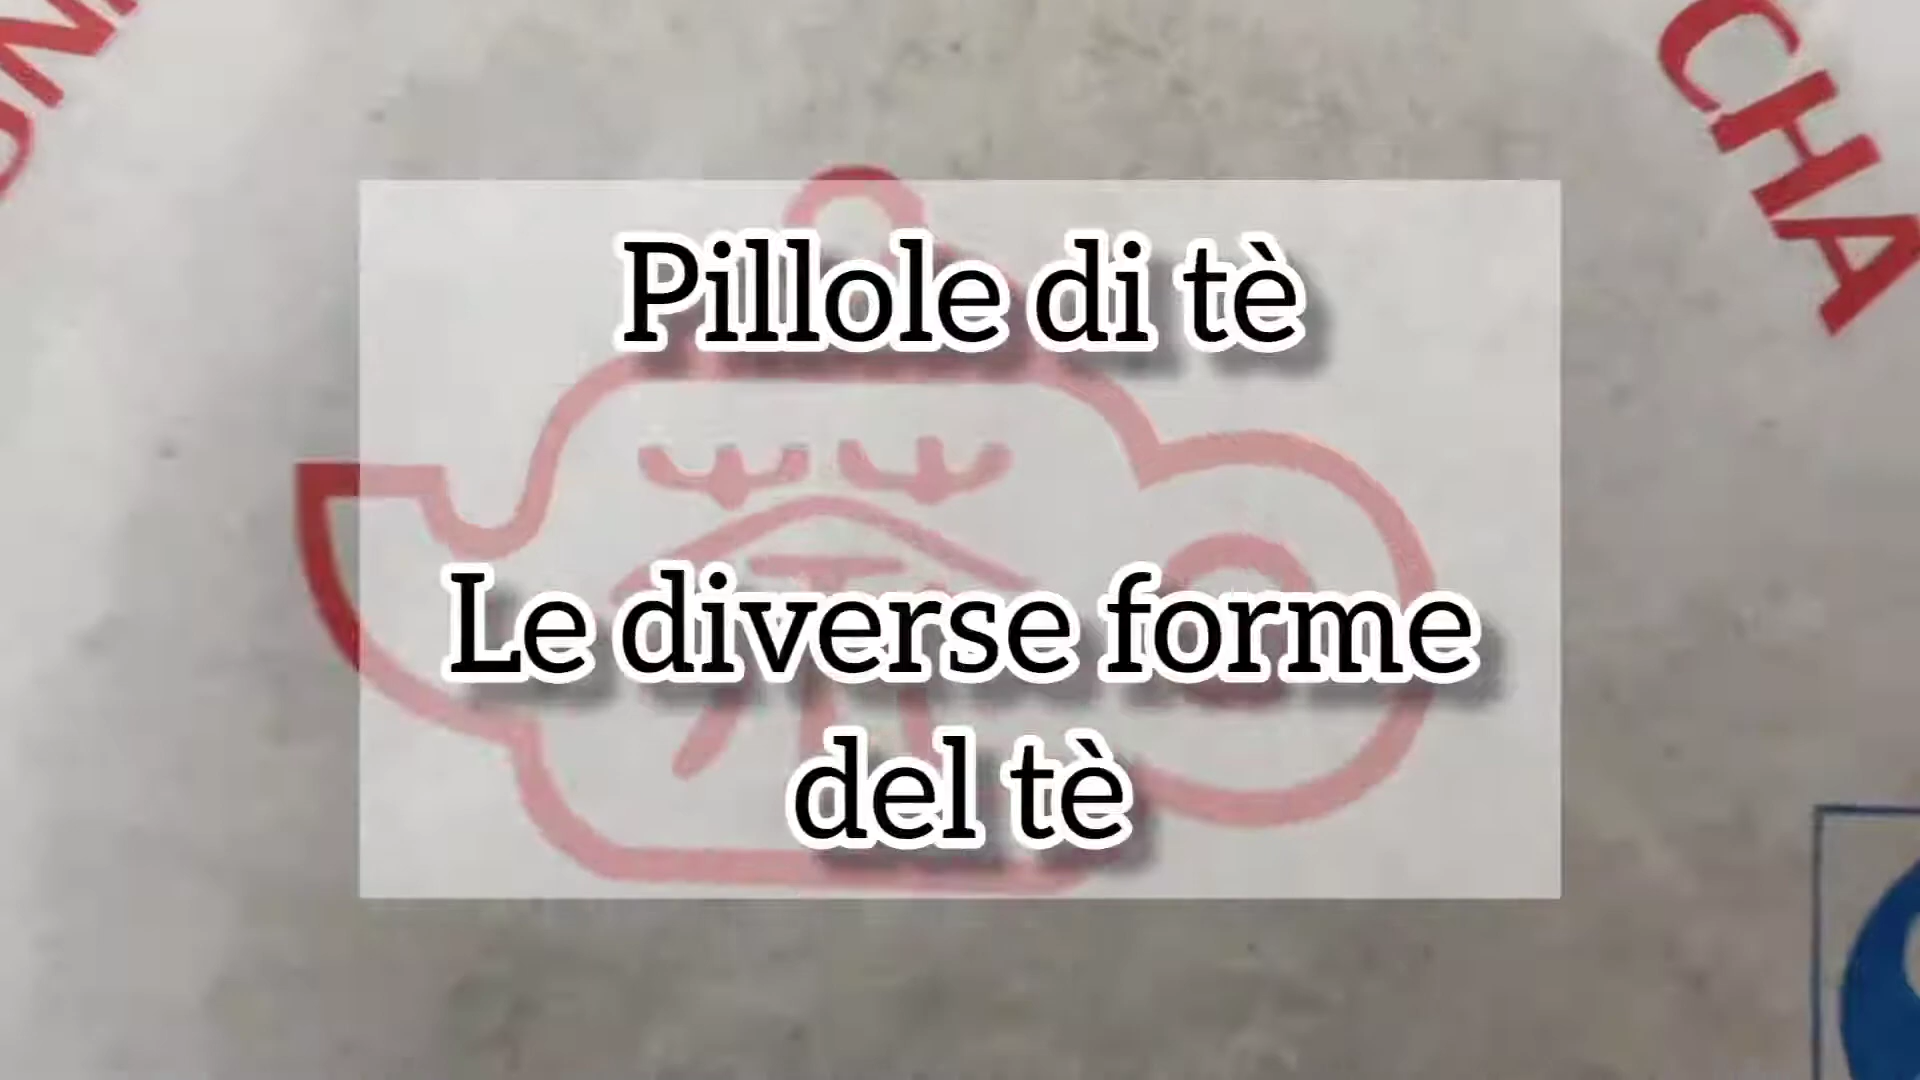 CHA
Pillole di tè
Le diverse forme
del tè